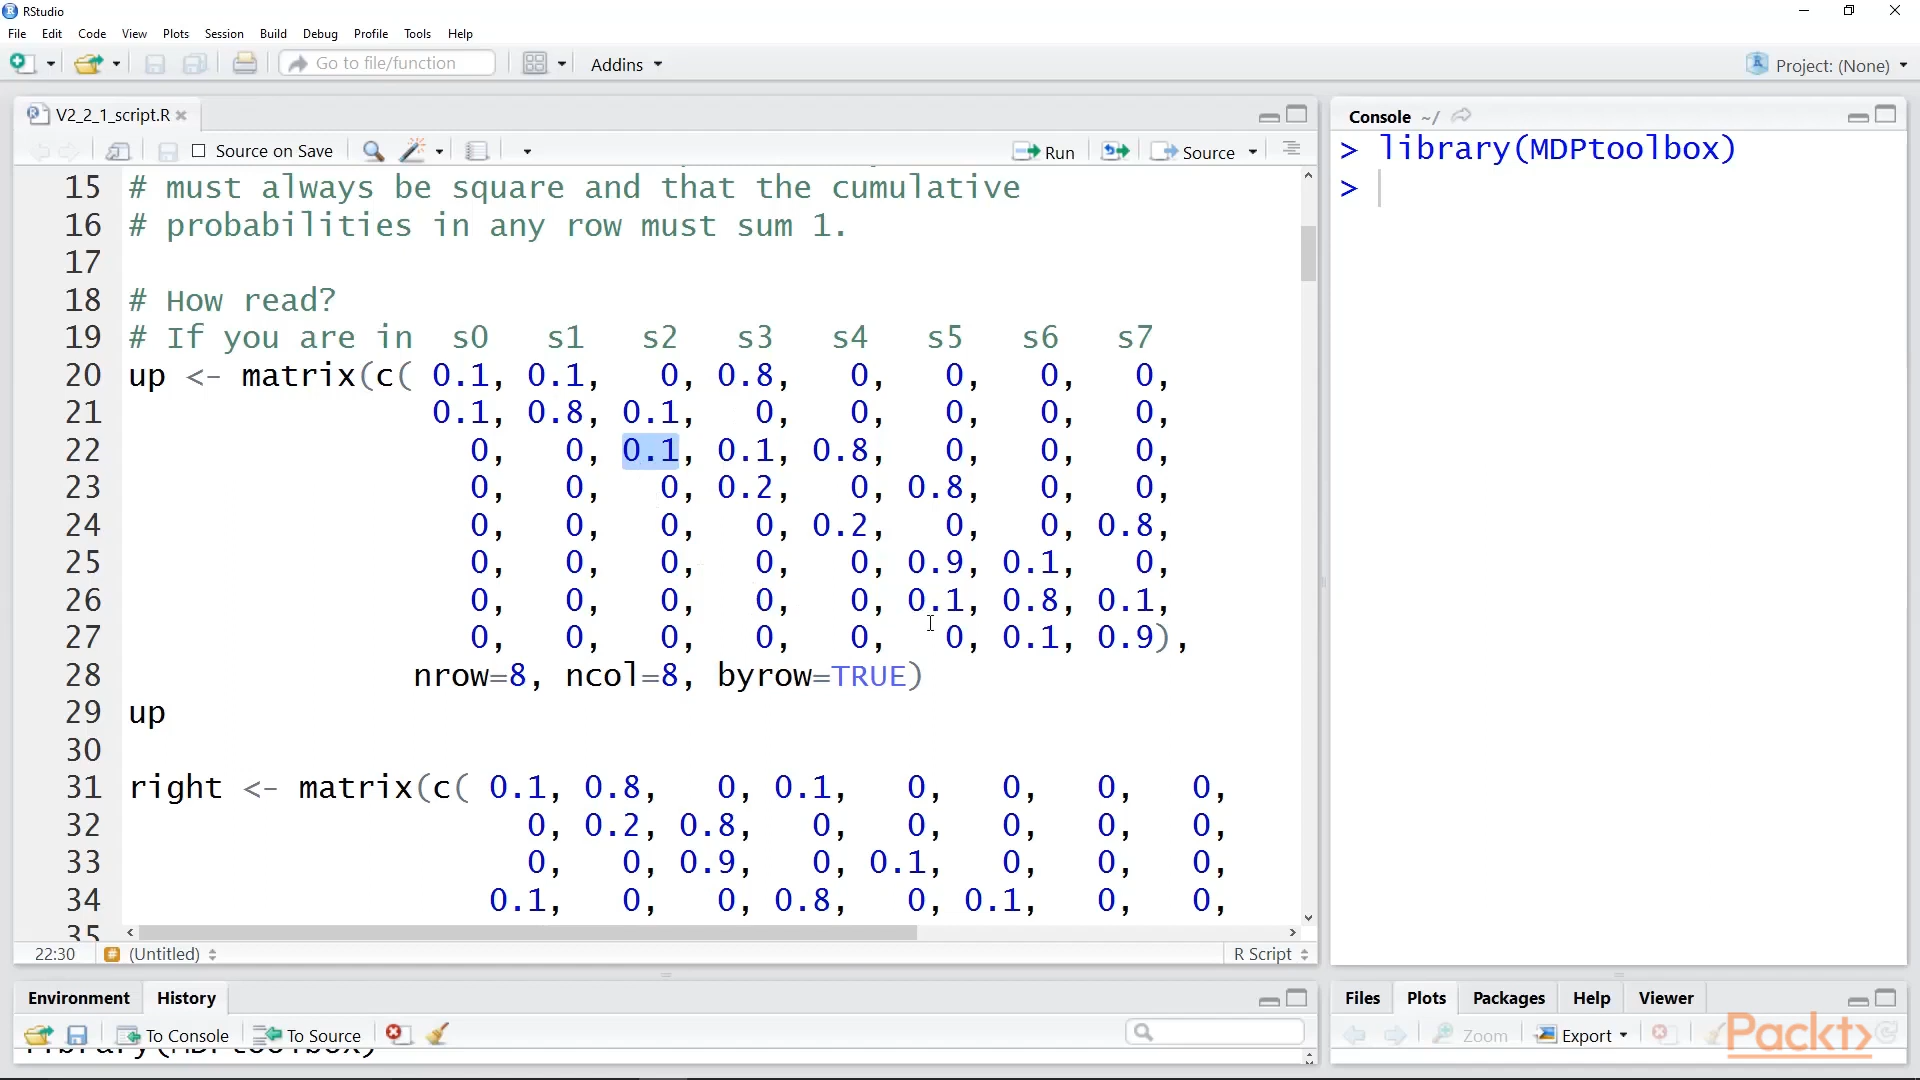 RStudio
File Edit Code View Plots Session Build Debug Profile Tools Help
Go to file/function Addins Project: (None)
V2_2_1_script.R
Source on Save Run Source
15 # must always be square and that the cumulative
16 # probabilities in any row must sum 1.
17
18 # How read?
19 # If you are in s0 s1 s2 s3 s4 s5 s6 s7
20 up <- matrix(c( 0.1, 0.1, 0, 0.8, 0, 0, 0, 0,
21 0.1, 0.8, 0.1, 0, 0, 0, 0, 0,
22 0, 0, 0.1, 0.1, 0.8, 0, 0, 0,
23 0, 0, 0, 0.2, 0, 0.8, 0, 0,
24 0, 0, 0, 0, 0.2, 0, 0, 0.8,
25 0, 0, 0, 0, 0, 0.9, 0.1, 0,
26 0, 0, 0, 0, 0, 0.1, 0.8, 0.1,
27 0, 0, 0, 0, 0, 0, 0.1, 0.9),
28 nrow=8, ncol=8, byrow=TRUE)
29 up
30
31 right <- matrix(c( 0.1, 0.8, 0, 0.1, 0, 0, 0, 0,
32 0, 0.2, 0.8, 0, 0, 0, 0, 0,
33 0, 0, 0.9, 0, 0.1, 0, 0, 0,
34 0.1, 0, 0, 0.8, 0, 0.1, 0, 0,
35
22:30 (Untitled) R Script
Console ~/
> library(MDPtoolbox)
>
Environment History
To Console To Source
library(MDPtoolbox)
Files Plots Packages Help Viewer
Zoom Export
Packt>